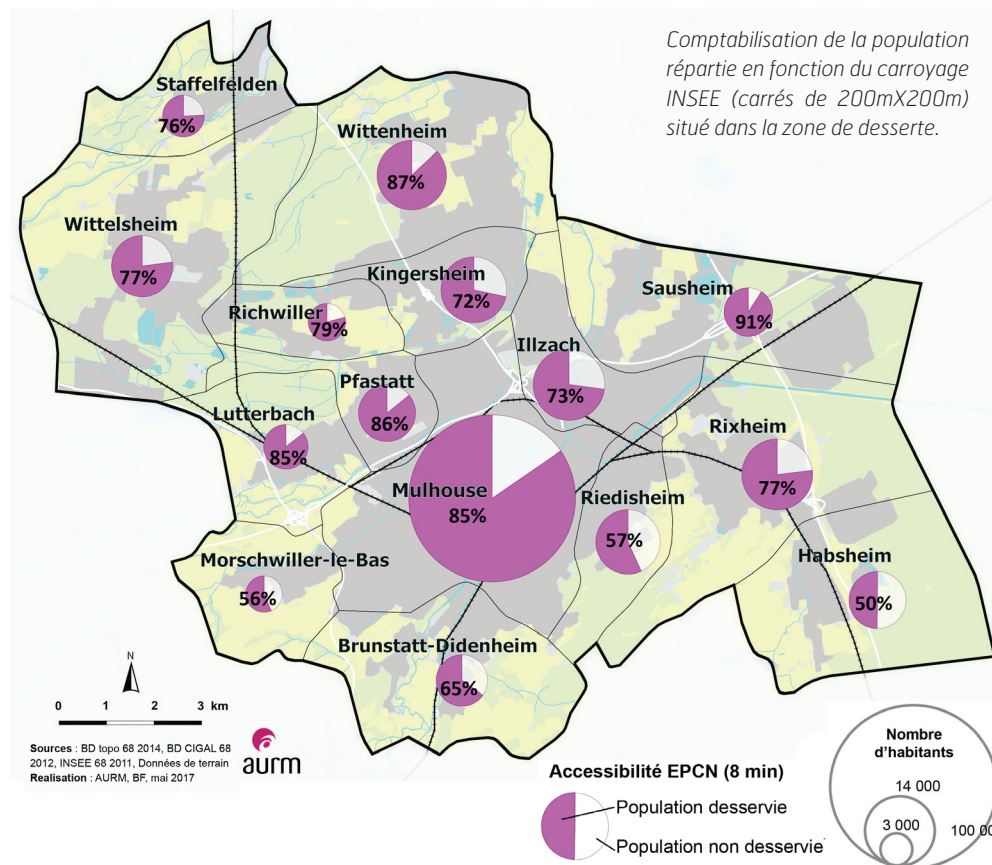 Comptabilisation de la population
répartie en fonction du carroyage
INSEE (carrés de 200mX200m)
situé dans la zone de desserte.
Staffelfelden
76%
Wittenheim
87%
Wittelsheim
77%
Kingersheim
72%
Sausheim
91%
Richwiller
79%
Illzach
73%
Pfastatt
86%
Lutterbach
85%
Rixheim
77%
Mulhouse
85%
Riedisheim
57%
Habsheim
50%
Morschwiller-le-Bas
56%
Brunstatt-Didenheim
65%
N
0 1 2 3 km
Sources : BD topo 68 2014, BD CIGAL 68
2012, INSEE 68 2011, Données de terrain
Realisation : AURM, BF, mai 2017
aurm
Accessibilité EPCN (8 min)
Population desservie
Population non desservie
Nombre
d'habitants
14 000
3 000
100 00